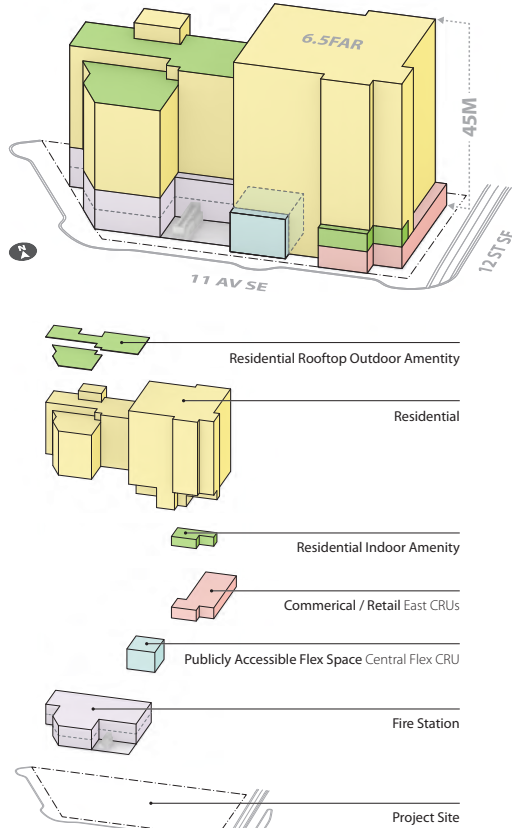 6.5FAR
45M
N
11 AV SE
12 ST SE
Residential Rooftop Outdoor Amentity
Residential
Residential Indoor Amenity
Commerical / Retail East CRUs
Publicly Accessible Flex Space Central Flex CRU
Fire Station
Project Site